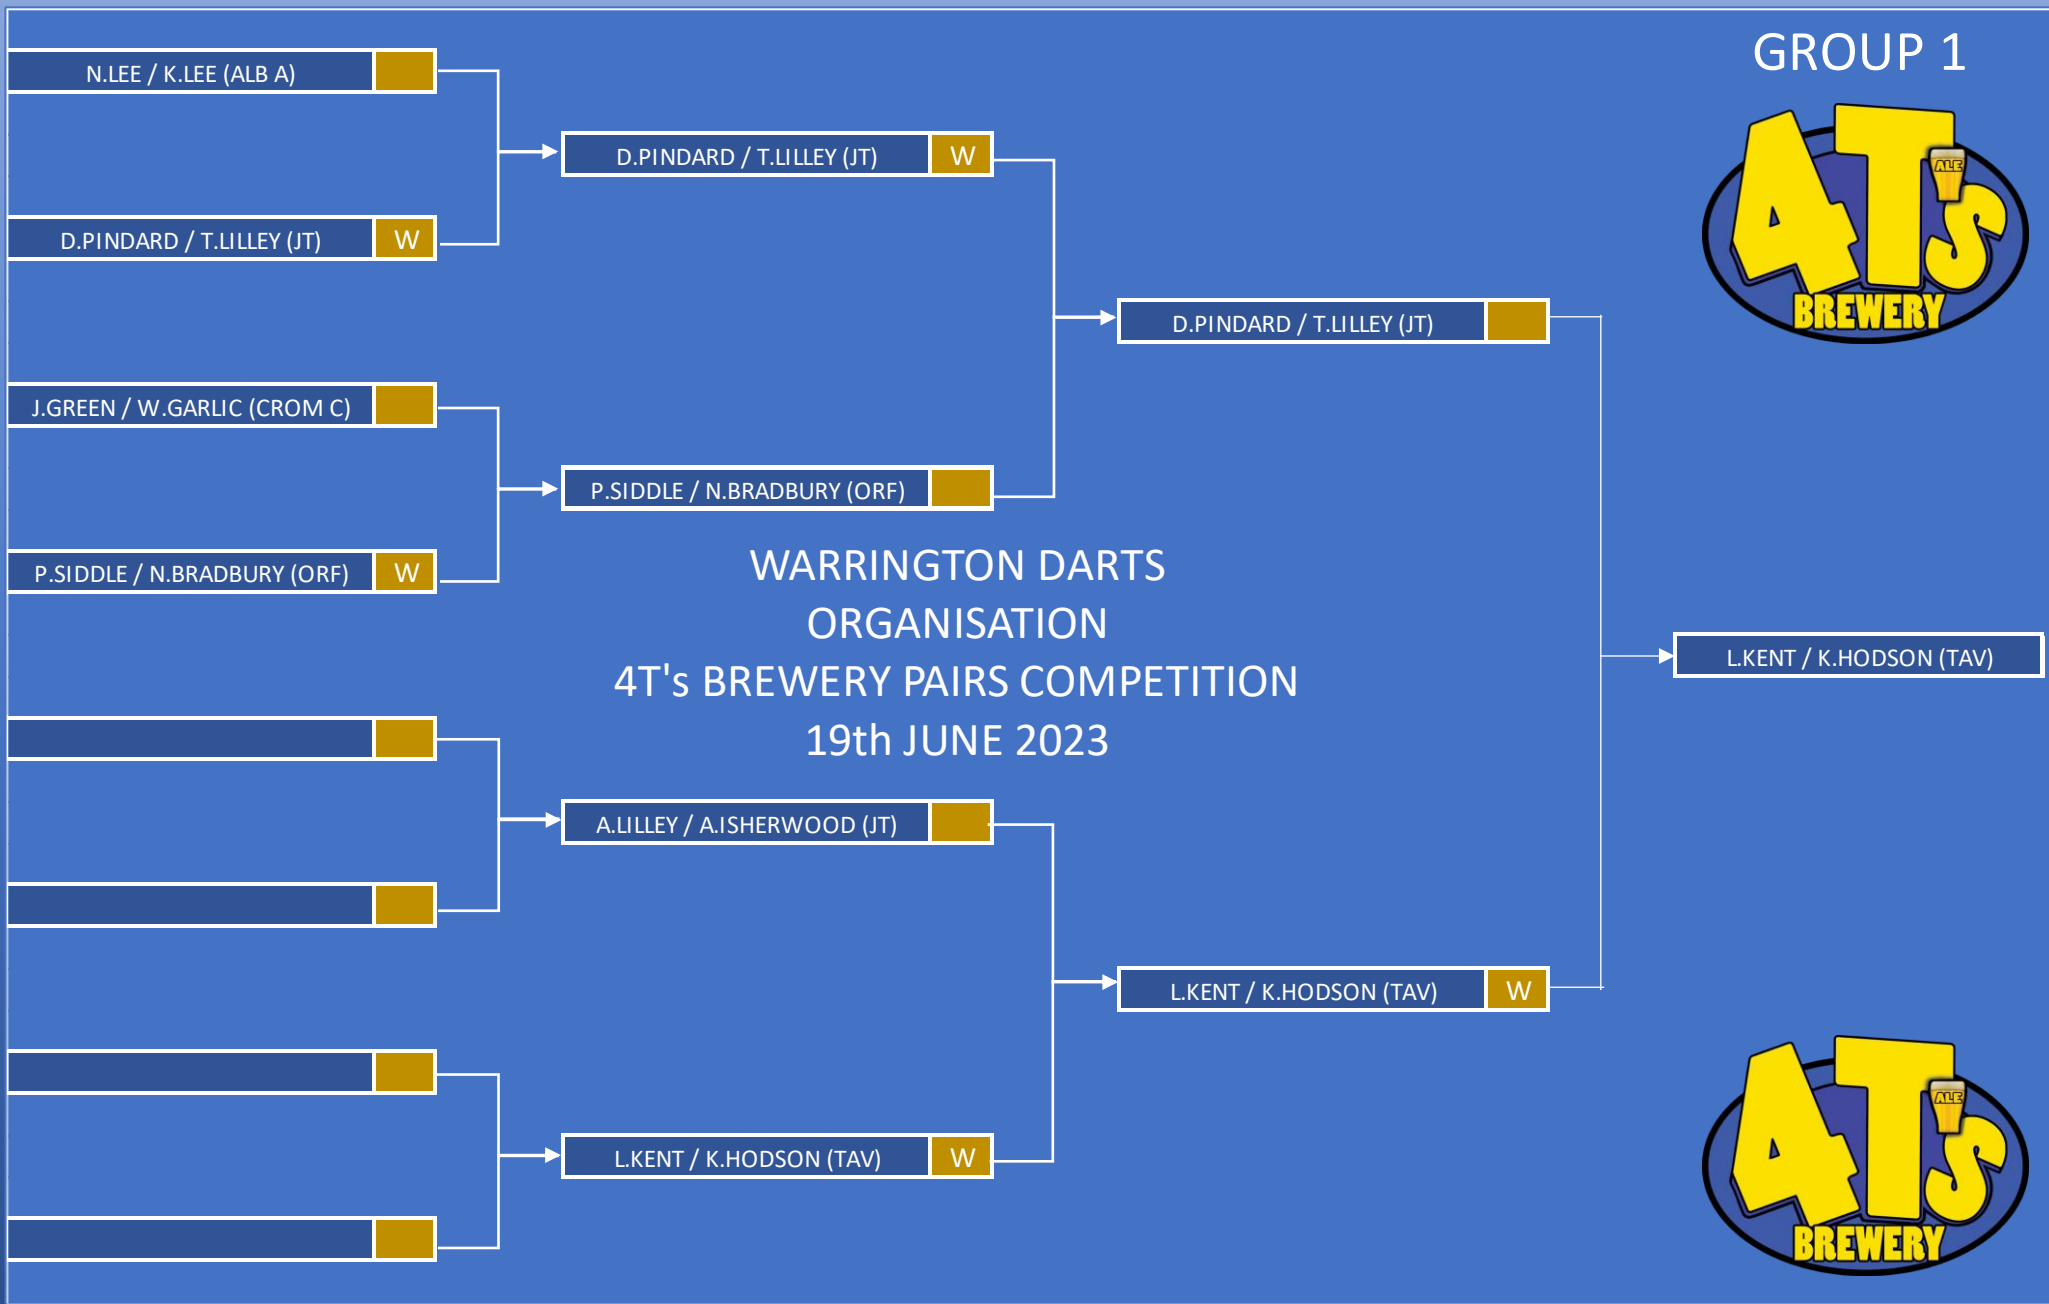 GROUP 1
4T's
ALE
BREWERY
N.LEE / K.LEE (ALB A)
D.PINDARD / T.LILLEY (JT) W
D.PINDARD / T.LILLEY (JT) W
D.PINDARD / T.LILLEY (JT)
J.GREEN / W.GARLIC (CROM C)
P.SIDDLE / N.BRADBURY (ORF)
P.SIDDLE / N.BRADBURY (ORF) W
WARRINGTON DARTS
ORGANISATION
4T's BREWERY PAIRS COMPETITION
19th JUNE 2023
L.KENT / K.HODSON (TAV)
A.LILLEY / A.ISHERWOOD (JT)
L.KENT / K.HODSON (TAV) W
L.KENT / K.HODSON (TAV) W
4T's
ALE
BREWERY